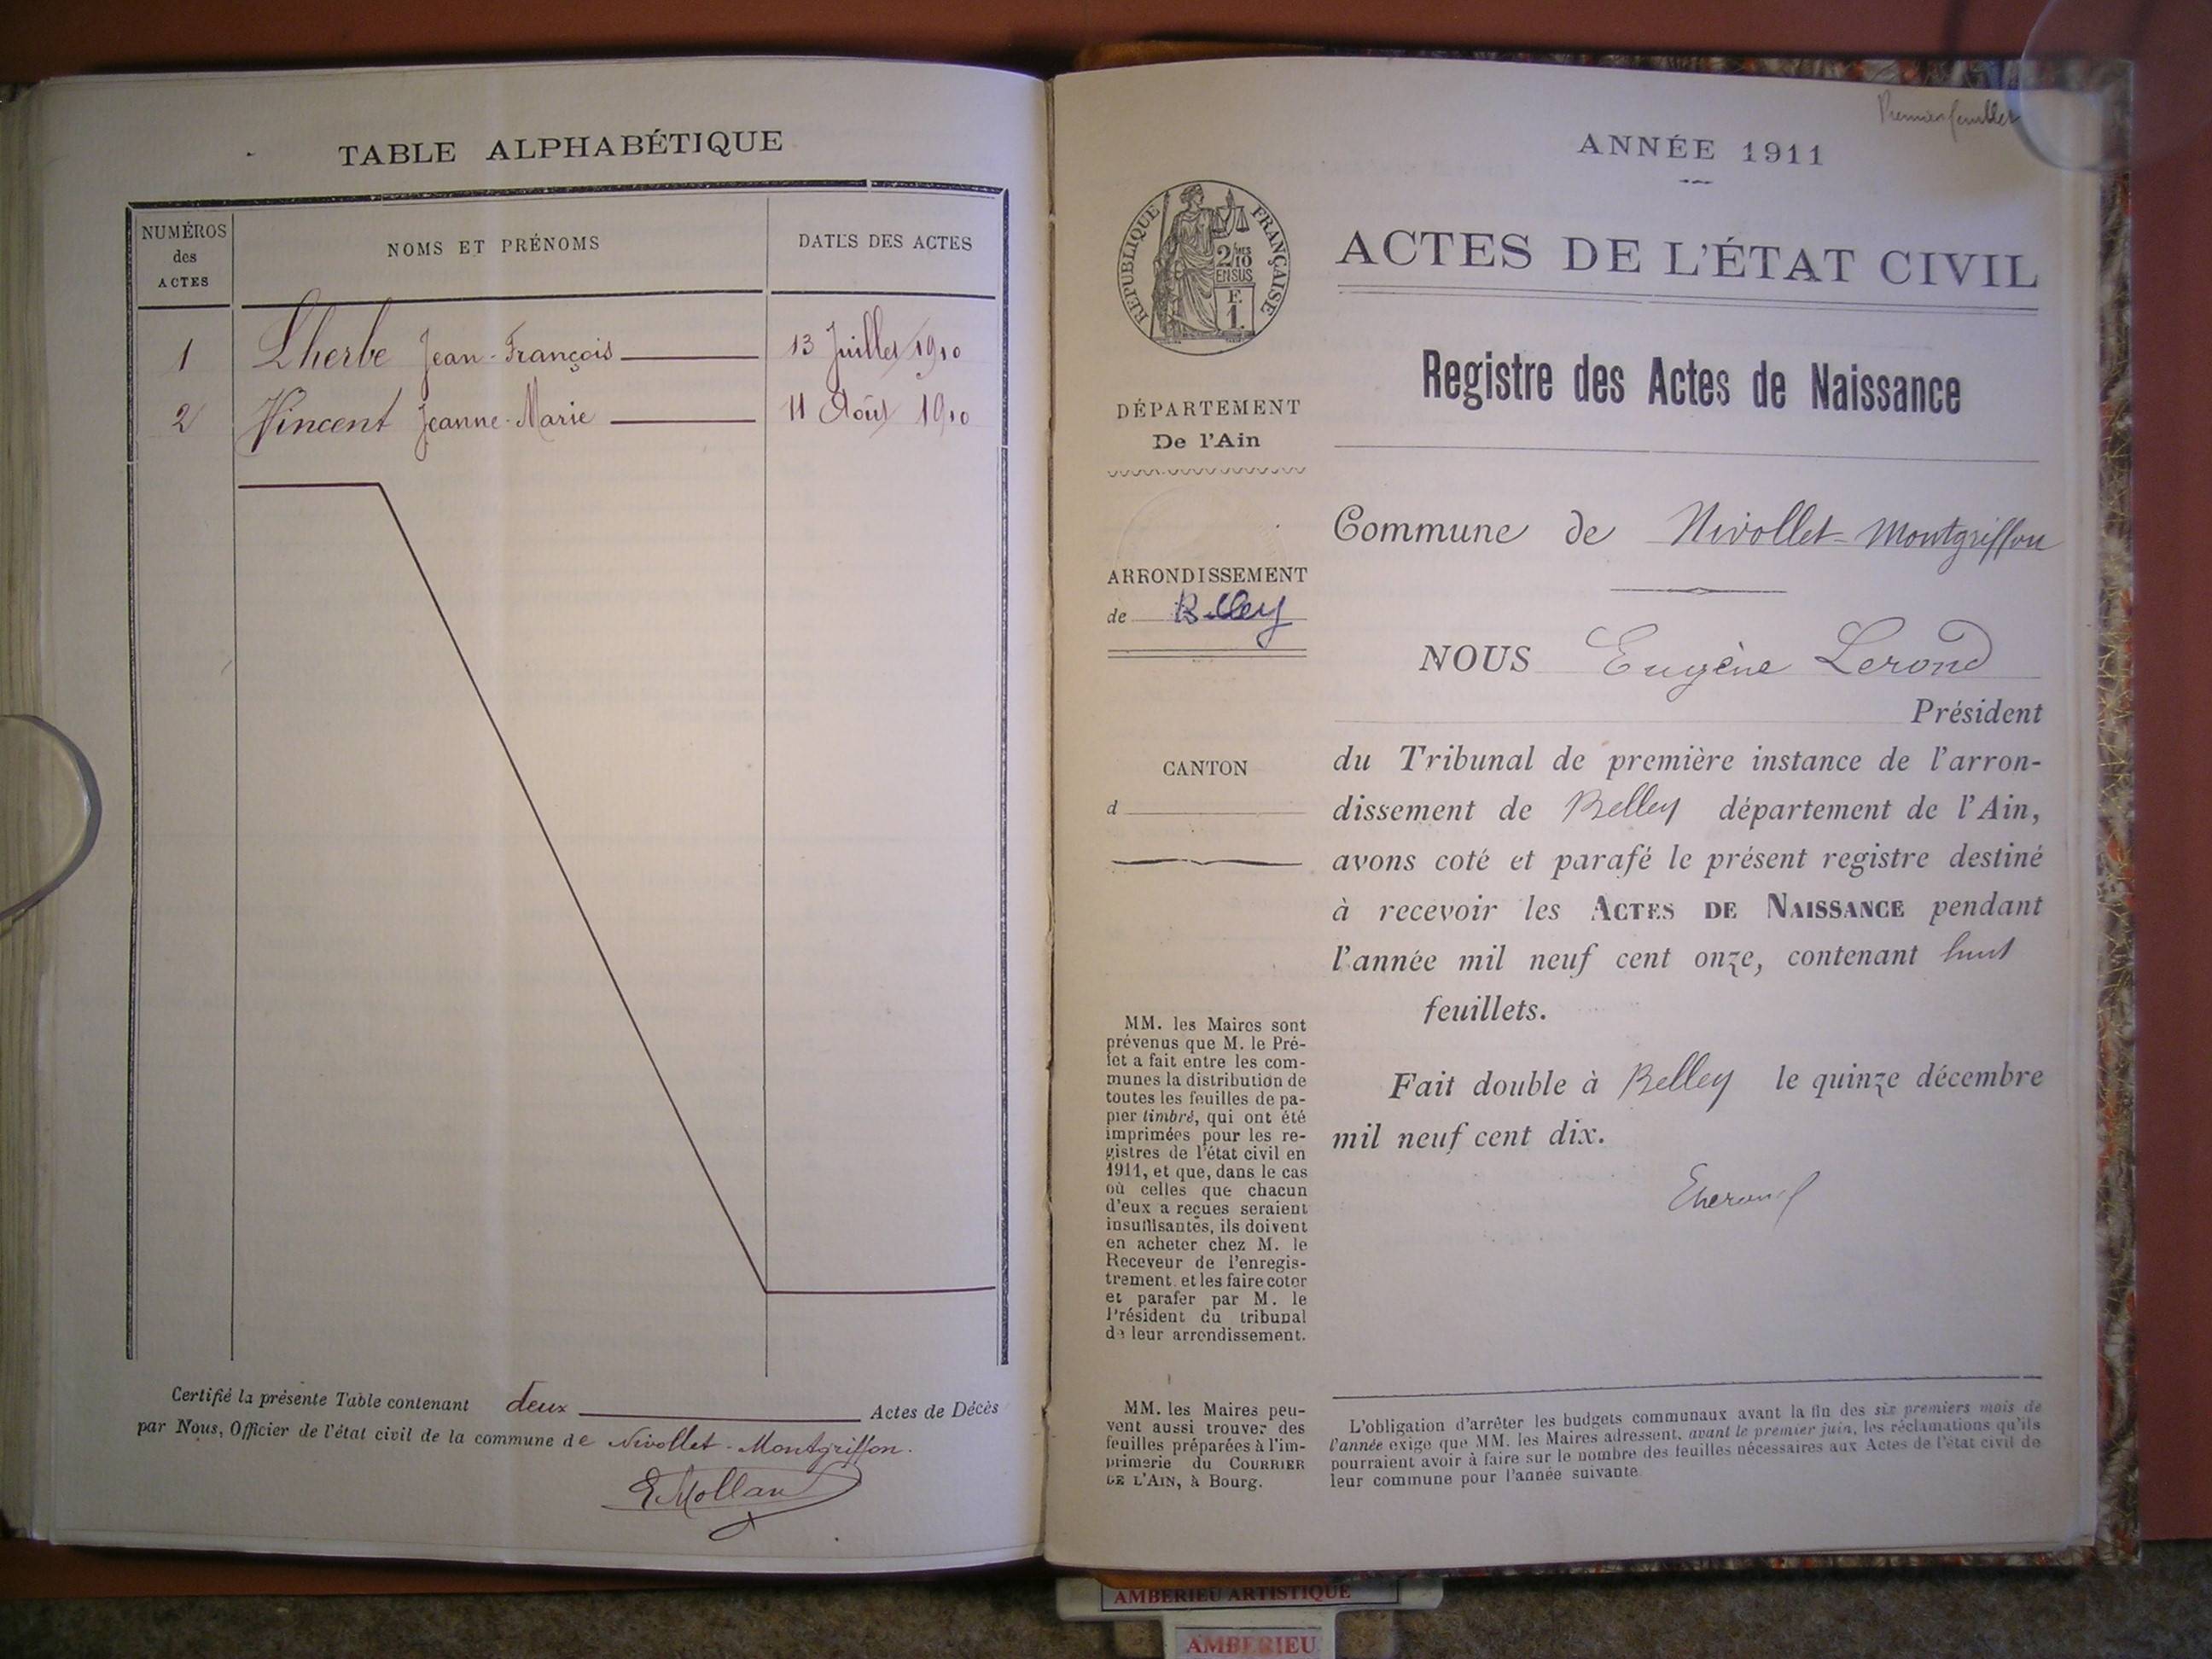 TABLE ALPHABÉTIQUE
NUMÉROS
des
ACTES
NOMS ET PRÉNOMS
DATES DES ACTES
1 Lherbe Jean-François 13 Juillet 1910
2 Vincent Jeanne-Marie 11 Août 1910
Certifié la présente Table contenant deux Actes de Décès
par Nous, Officier de l'état civil de la commune de Nivollet-Montgriffon.
E Molland
Premier feuillet
ANNÉE 1911
RÉPUBLIQUE FRANÇAISE
2/10
MES
EN SUS
F.
1.
DÉPARTEMENT
De l'Ain
ARRONDISSEMENT
de Belley
CANTON
d
MM. les Maires sont
prévenus que M. le Pré-
fet a fait entre les com-
munes la distribution de
toutes les feuilles de pa-
pier timbré, qui ont été
imprimées pour les re-
gistres de l'état civil en
1911, et que, dans le cas
où celles que chacun
d'eux a reçues seraient
insuffisantes, ils doivent
en acheter chez M. le
Receveur de l'enregis-
trement et les faire coter
et parafer par M. le
Président du tribunal
de leur arrondissement.
MM. les Maires peu-
vent aussi trouver des
feuilles préparées à l'im-
primerie du COURRIER
DE L'AIN, à Bourg.
ACTES DE L'ÉTAT CIVIL
Registre des Actes de Naissance
Commune de Nivollet-Montgriffon
NOUS Eugène Lerond
Président
du Tribunal de première instance de l'arron-
dissement de Belley département de l'Ain,
avons coté et parafé le présent registre destiné
à recevoir les ACTES DE NAISSANCE pendant
l'année mil neuf cent onze, contenant huit
feuillets.
Fait double à Belley le quinze décembre
mil neuf cent dix.
L'obligation d'arrêter les budgets communaux avant la fin des six premiers mois de
l'année exige que MM. les Maires adressent, avant le premier juin, les réclamations qu'ils
pourraient avoir à faire sur le nombre des feuilles nécessaires aux Actes de l'état civil de
leur commune pour l'année suivante.
AMBERIEU ARTISTIQUE
AMBERIEU